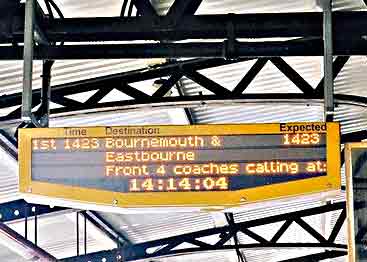 Time Destination Expected
1st 1423 Bournemouth & 1423
Eastbourne
Front 4 coaches calling at:
14:14:04